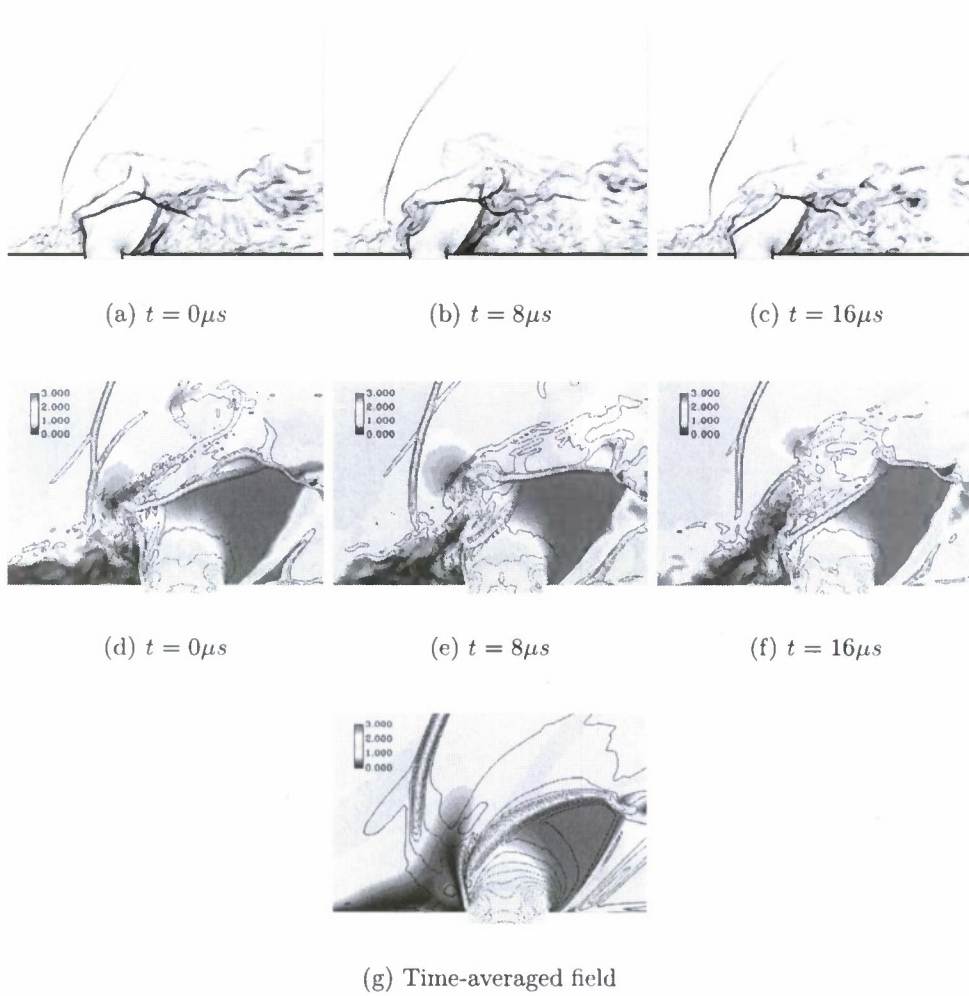 (a) t = 0μs
(b) t = 8μs
(c) t = 16μs
3.000
2.000
1.000
0.000
3.000
2.000
1.000
0.000
3.000
2.000
1.000
0.000
(d) t = 0μs
(e) t = 8μs
(f) t = 16μs
3.000
2.000
1.000
0.000
(g) Time-averaged field